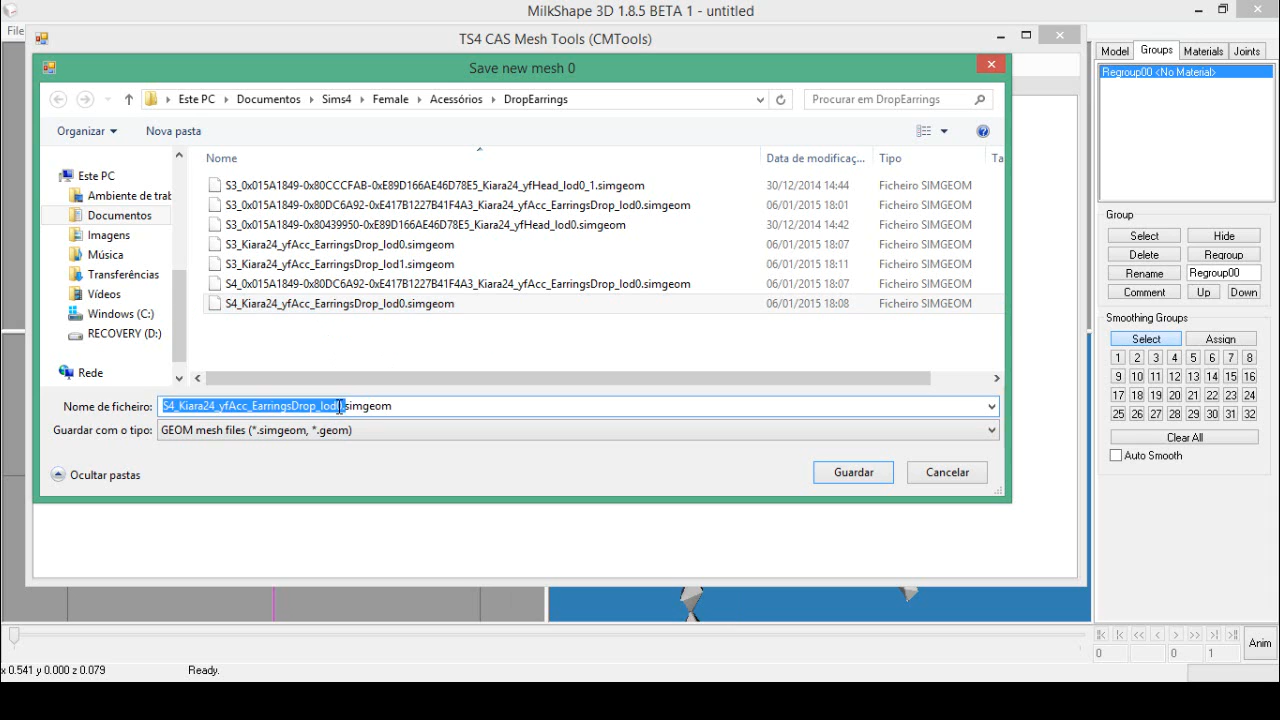 MilkShape 3D 1.8.5 BETA 1 - untitled
File
TS4 CAS Mesh Tools (CMTools)
Save new mesh 0
Este PC
Documentos
Sims4
Female
Acessórios
DropEarrings
Procurar em DropEarrings
Organizar
Nova pasta
Nome
Data de modificaç...
Tipo
Ta
Este PC
Ambiente de trab
Documentos
Imagens
Música
Transferências
Vídeos
Windows (C:)
RECOVERY (D:)
Rede
S3_0x015A1849-0x80CCCFAB-0xE89D166AE46D78E5_Kiara24_yfHead_lod0_1.simgeom 30/12/2014 14:44 Ficheiro SIMGEOM
S3_0x015A1849-0x80DC6A92-0xE417B1227B41F4A3_Kiara24_yfAcc_EarringsDrop_lod0.simgeom 06/01/2015 18:01 Ficheiro SIMGEOM
S3_0x015A1849-0x80439950-0xE89D166AE46D78E5_Kiara24_yfHead_lod0.simgeom 30/12/2014 14:42 Ficheiro SIMGEOM
S3_Kiara24_yfAcc_EarringsDrop_lod0.simgeom 06/01/2015 18:07 Ficheiro SIMGEOM
S3_Kiara24_yfAcc_EarringsDrop_lod1.simgeom 06/01/2015 18:11 Ficheiro SIMGEOM
S4_0x015A1849-0x80DC6A92-0xE417B1227B41F4A3_Kiara24_yfAcc_EarringsDrop_lod0.simgeom 06/01/2015 18:07 Ficheiro SIMGEOM
S4_Kiara24_yfAcc_EarringsDrop_lod0.simgeom 06/01/2015 18:08 Ficheiro SIMGEOM
Nome de ficheiro: S4_Kiara24_yfAcc_EarringsDrop_lod0.simgeom
Guardar com o tipo: GEOM mesh files (*.simgeom, *.geom)
Ocultar pastas
Guardar
Cancelar
Model Groups Materials Joints
Regroup00 <No Material>
Group
Select Hide
Delete Regroup
Rename Regroup00
Comment Up Down
Smoothing Groups
Select Assign
1 2 3 4 5 6 7 8
9 10 11 12 13 14 15 16
17 18 19 20 21 22 23 24
25 26 27 28 29 30 31 32
Clear All
Auto Smooth
0 0 1
Anim
x 0.541 y 0.000 z 0.079 Ready.